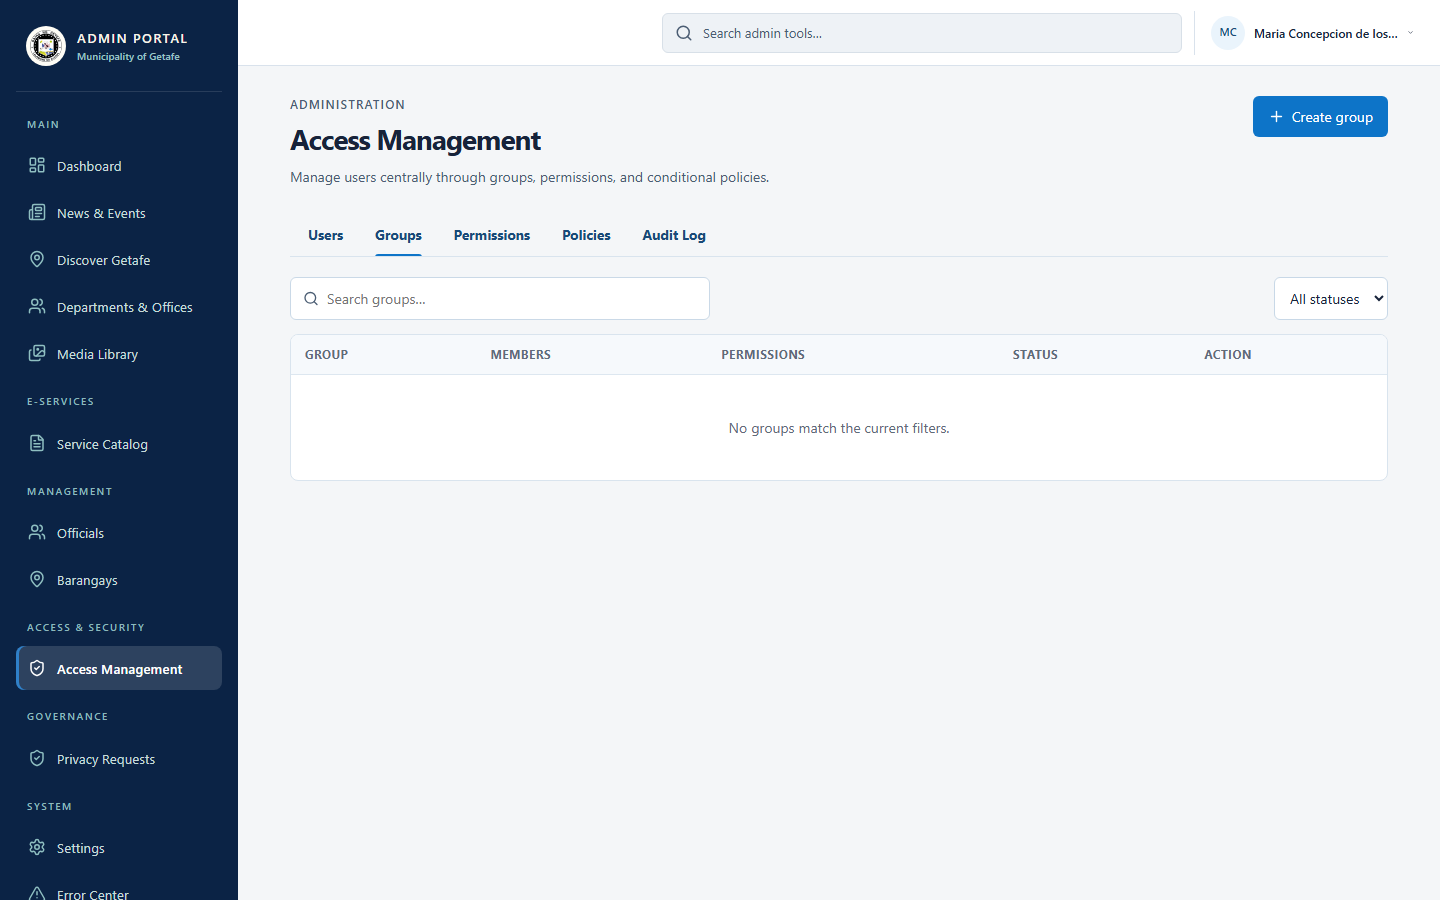 ADMIN PORTAL
Municipality of Getafe
MAIN
Dashboard
News & Events
Discover Getafe
Departments & Offices
Media Library
E-SERVICES
Service Catalog
MANAGEMENT
Officials
Barangays
ACCESS & SECURITY
Access Management
GOVERNANCE
Privacy Requests
SYSTEM
Settings
Error Center
Search admin tools...
MC
Maria Concepcion de los...
ADMINISTRATION
Access Management
Manage users centrally through groups, permissions, and conditional policies.
Create group
Users Groups Permissions Policies Audit Log
Search groups...
All statuses
GROUP MEMBERS PERMISSIONS STATUS ACTION
No groups match the current filters.